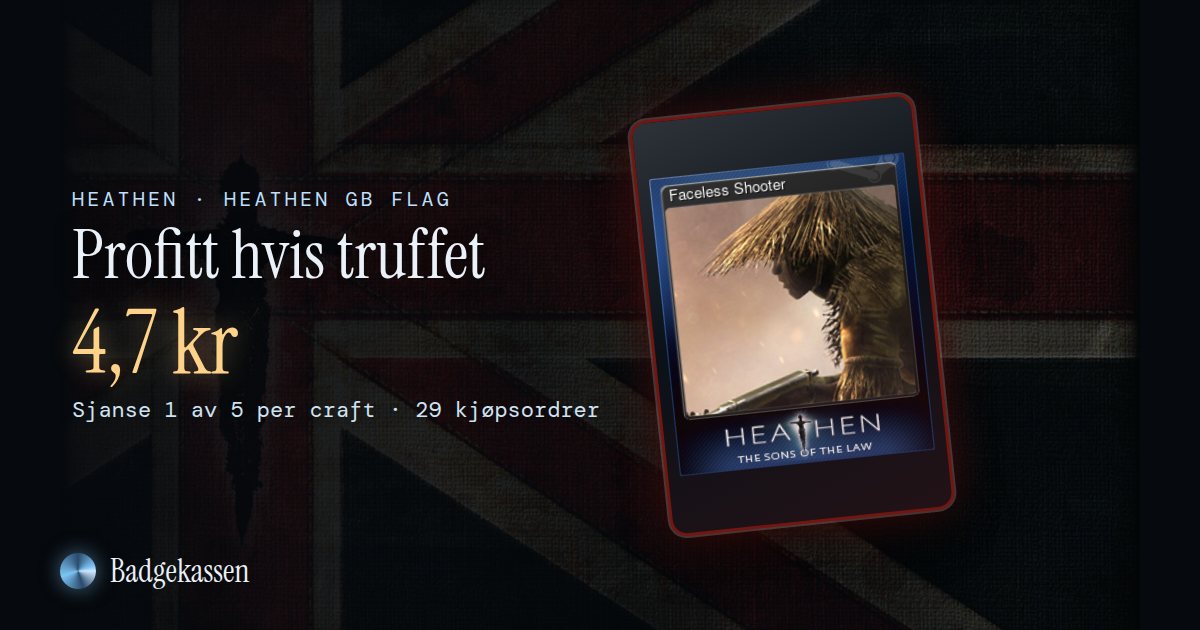 HEATHEN · HEATHEN GB FLAG
Profitt hvis truffet
4,7 kr
Sjanse 1 av 5 per craft · 29 kjøpsordrer
Badgekassen
Faceless Shooter
HEATHEN
THE SONS OF THE LAW